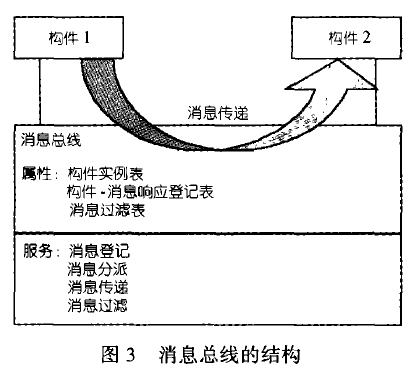 构件 1
构件 2
消息传递
消息总线
属性：构件实例表
构件-消息响应登记表
消息过滤表
服务：消息登记
消息分派
消息传递
消息过滤
图 3 消息总线的结构